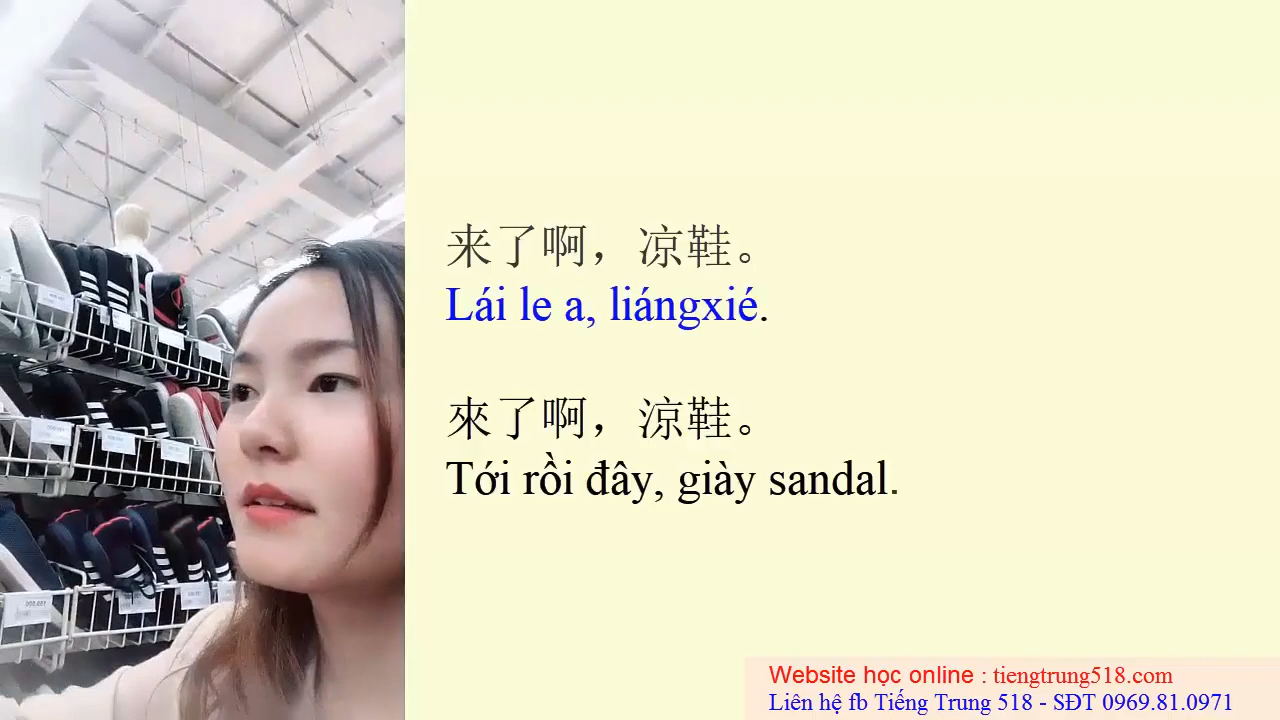 来了啊，凉鞋。
Lái le a, liángxié.
來了啊，涼鞋。
Tới rồi đây, giày sandal.
Website học online : tiengtrung518.com
Liên hệ fb Tiếng Trung 518 - SĐT 0969.81.0971